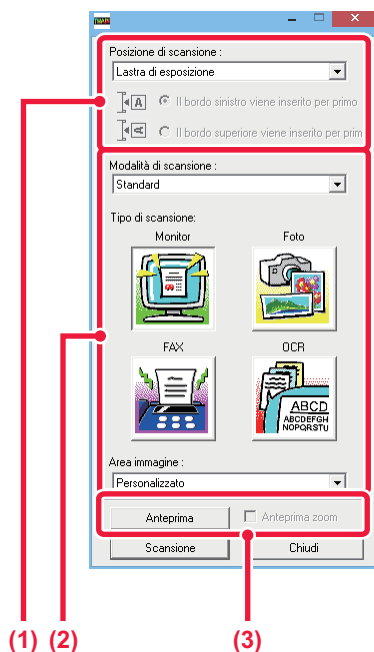 TWAIN
Posizione di scansione :
Lastra di esposizione
A Il bordo sinistro viene inserito per primo
A Il bordo superiore viene inserito per prim
Modalità di scansione :
Standard
Tipo di scansione:
Monitor Foto
FAX OCR
ABCD
ABCDEFGH
NOPQRSTU
Area immagine :
Personalizzato
Anteprima Anteprima zoom
Scansione Chiudi
(1) (2) (3)